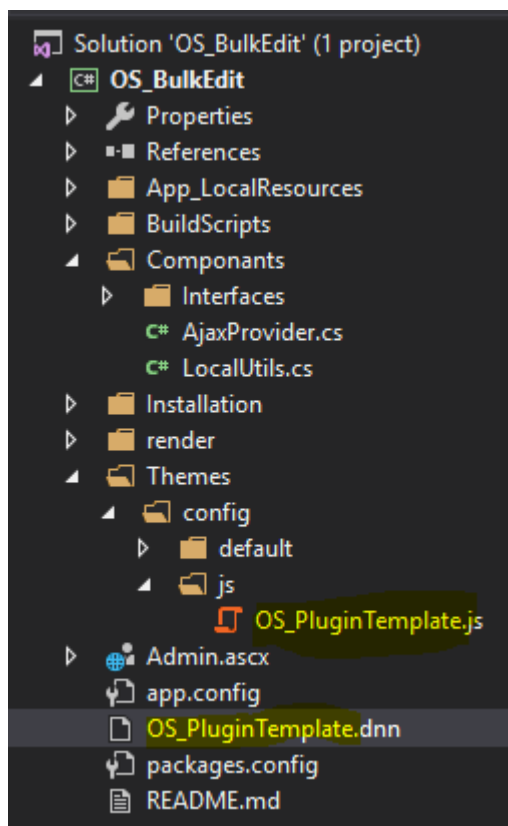 Solution 'OS_BulkEdit' (1 project)
C# OS_BulkEdit
Properties
References
App_LocalResources
BuildScripts
Componants
Interfaces
C# AjaxProvider.cs
C# LocalUtils.cs
Installation
render
Themes
config
default
js
OS_PluginTemplate.js
Admin.ascx
app.config
OS_PluginTemplate.dnn
packages.config
README.md